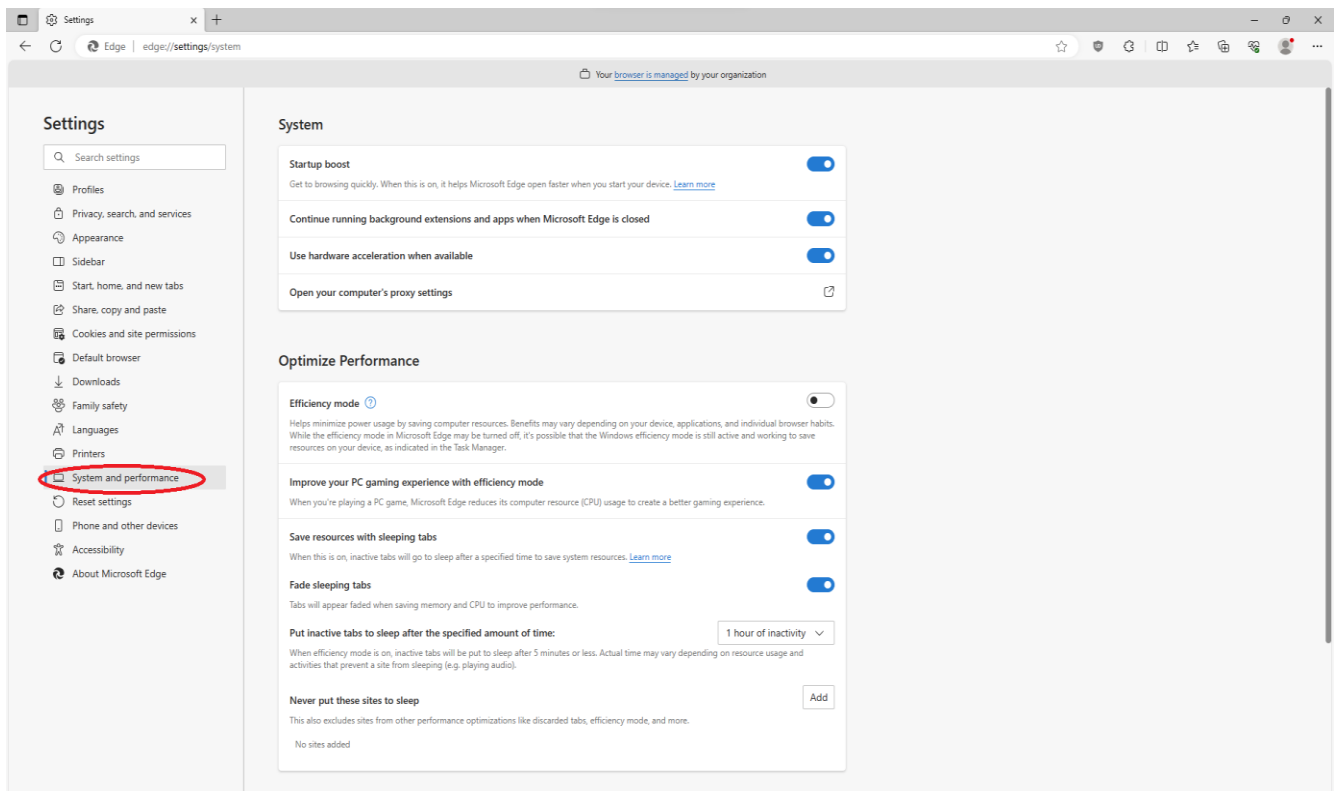 Settings
Edge edge://settings/system
Your browser is managed by your organization
Settings
Search settings
Profiles
Privacy, search, and services
Appearance
Sidebar
Start, home, and new tabs
Share, copy and paste
Cookies and site permissions
Default browser
Downloads
Family safety
Languages
Printers
System and performance
Reset settings
Phone and other devices
Accessibility
About Microsoft Edge
System
Startup boost
Get to browsing quickly. When this is on, it helps Microsoft Edge open faster when you start your device. Learn more
Continue running background extensions and apps when Microsoft Edge is closed
Use hardware acceleration when available
Open your computer's proxy settings
Optimize Performance
Efficiency mode
Helps minimize power usage by saving computer resources. Benefits may vary depending on your device, applications, and individual browser habits.
While the efficiency mode in Microsoft Edge may be turned off, it's possible that the Windows efficiency mode is still active and working to save
resources on your device, as indicated in the Task Manager.
Improve your PC gaming experience with efficiency mode
When you're playing a PC game, Microsoft Edge reduces its computer resource (CPU) usage to create a better gaming experience.
Save resources with sleeping tabs
When this is on, inactive tabs will go to sleep after a specified time to save system resources. Learn more
Fade sleeping tabs
Tabs will appear faded when saving memory and CPU to improve performance.
Put inactive tabs to sleep after the specified amount of time:
1 hour of inactivity
When efficiency mode is on, inactive tabs will be put to sleep after 5 minutes or less. Actual time may vary depending on resource usage and
activities that prevent a site from sleeping (e.g. playing audio).
Never put these sites to sleep
Add
This also excludes sites from other performance optimizations like discarded tabs, efficiency mode, and more.
No sites added